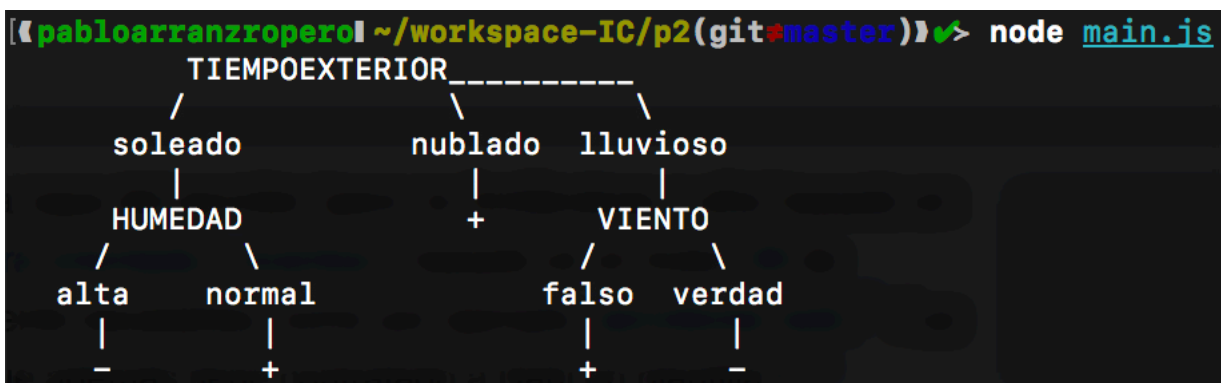 [⦗pabloarranzropero▮ ~/workspace-IC/p2(git≠master)⦘✔> node main.js
TIEMPOEXTERIOR__________
/ \ \
soleado nublado lluvioso
| | |
HUMEDAD + VIENTO
/ \ / \
alta normal falso verdad
| | | |
- + + -